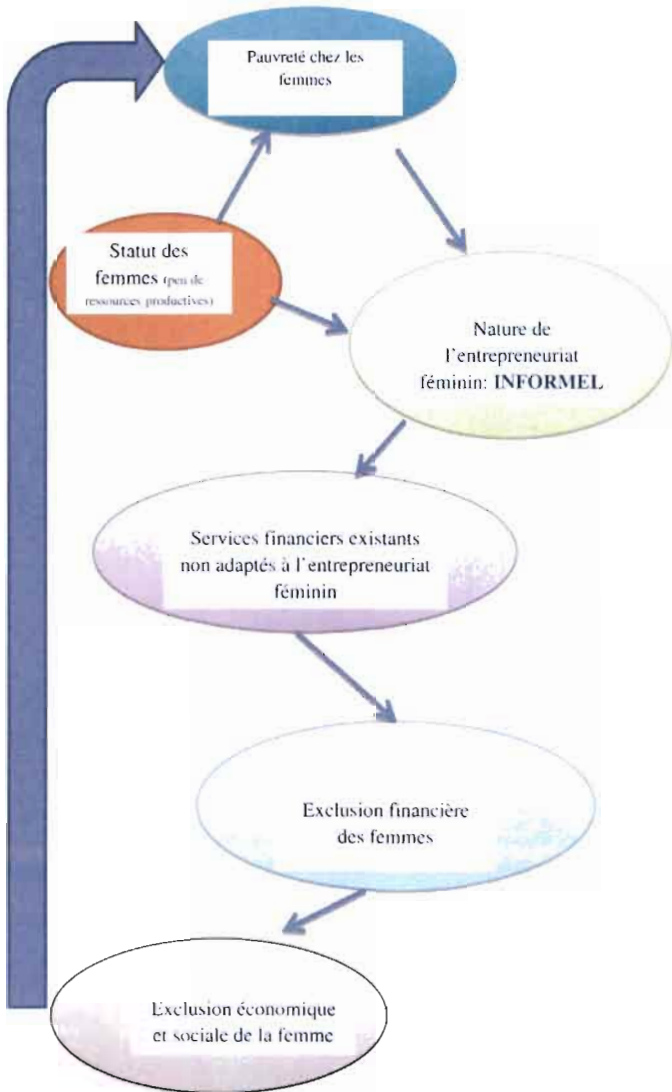 Pauvreté chez les
femmes
Statut des
femmes (peu de
ressources productives)
Nature de
l'entrepreneuriat
féminin: INFORMEL
Services financiers existants
non adaptés à l'entrepreneuriat
féminin
Exclusion financière
des femmes
Exclusion économique
et sociale de la femme